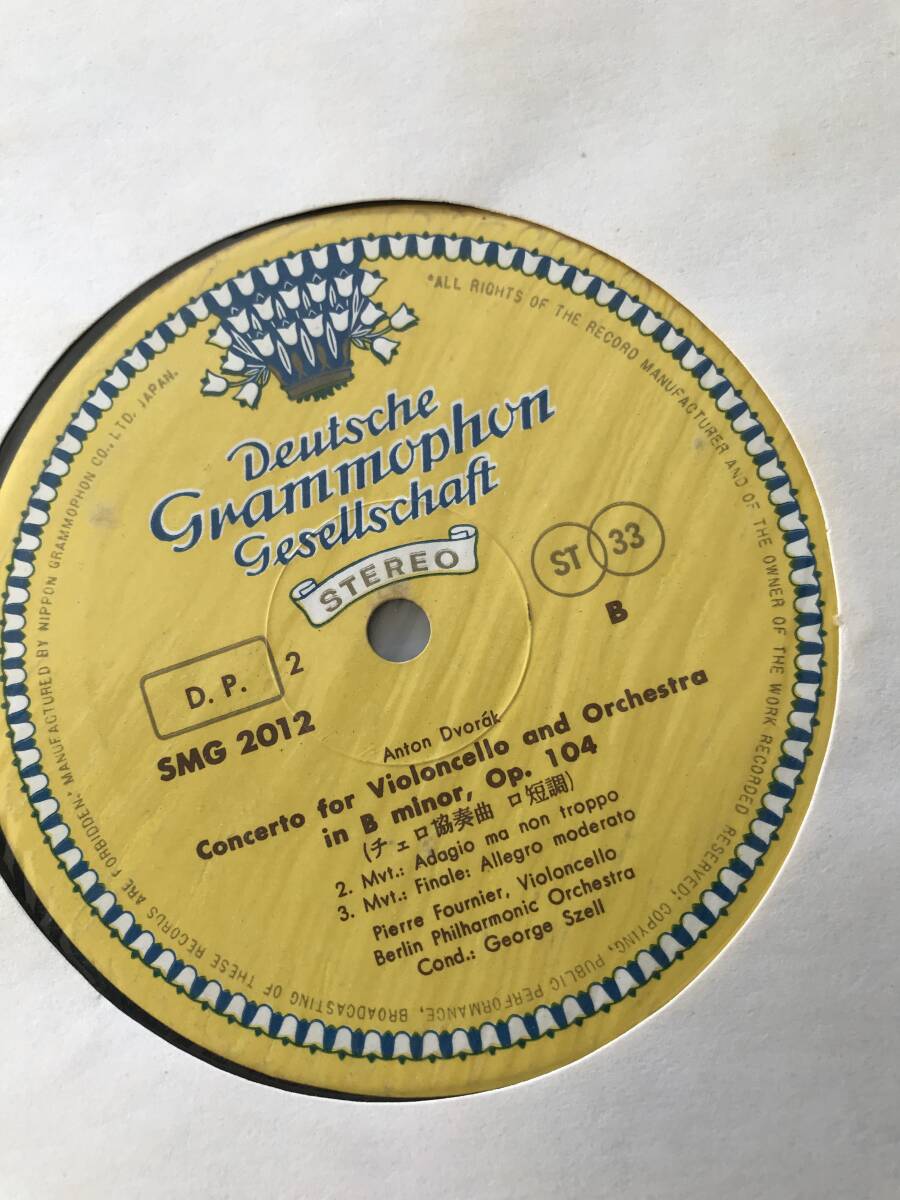 Deutsche
Grammophon
Gesellschaft
STEREO
ST 33
B
D. P. 2
SMG 2012
Anton Dvořák
Concerto for Violoncello and Orchestra
in B minor, Op. 104
(チェロ協奏曲 ロ短調)
2. Mvt.: Adagio ma non troppo
3. Mvt.: Finale: Allegro moderato
Pierre Fournier, Violoncello
Berlin Philharmonic Orchestra
Cond.: George Szell
*ALL RIGHTS OF THE RECORD MANUFACTURER AND OF THE OWNER OF THE WORK RECORDED RESERVED; COPYING, PUBLIC PERFORMANCE, BROADCASTING OF THESE RECORDS ARE FORBIDDEN.* MANUFACTURED BY NIPPON GRAMMOPHON CO., LTD. JAPAN.